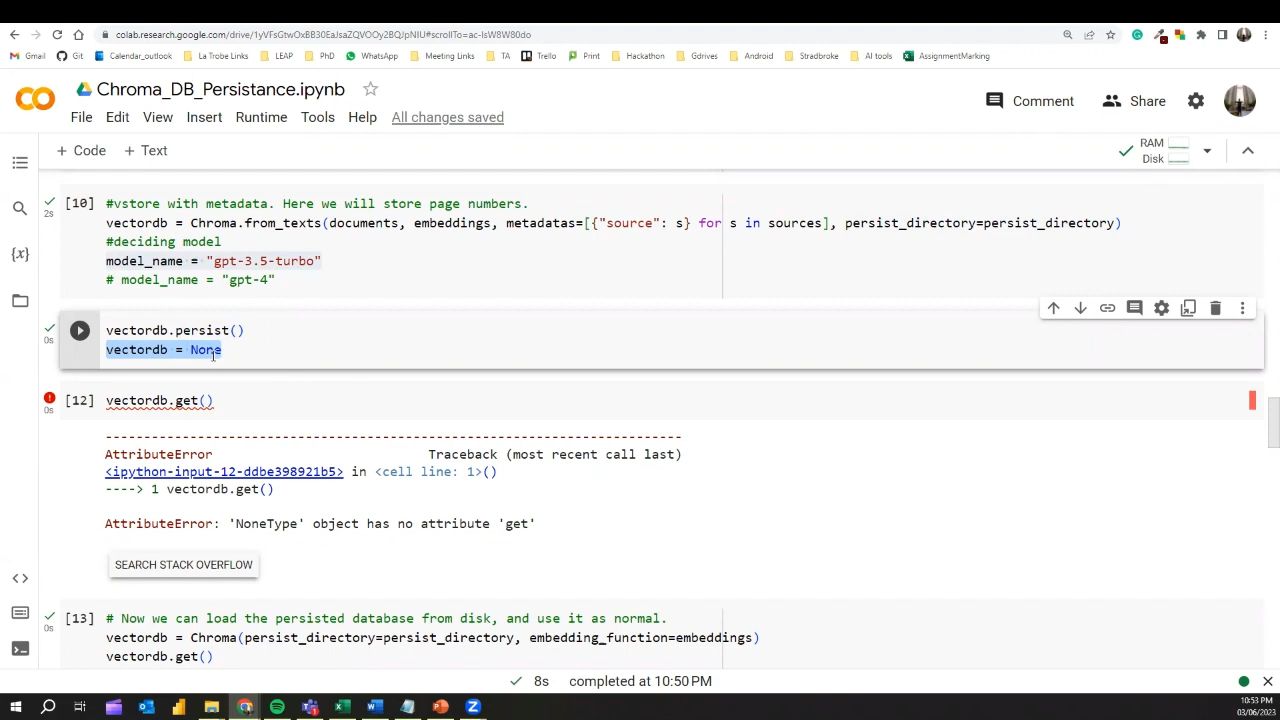 colab.research.google.com/drive/1yVFsGtwOxBB30EaJsaZQVOOy2BQJpNIU#scrollTo=ac-IsW8W80do
Gmail Git Calendar_outlook La Trobe Links LEAP PhD WhatsApp Meeting Links TA Trello Print Hackathon Gdrives Android Stradbroke AI tools AssignmentMarking
Chroma_DB_Persistance.ipynb
Comment Share
File Edit View Insert Runtime Tools Help All changes saved
+ Code + Text
RAM
Disk
[10] #vstore with metadata. Here we will store page numbers.
2s vectordb = Chroma.from_texts(documents, embeddings, metadatas=[{"source": s} for s in sources], persist_directory=persist_directory)
#deciding model
model_name = "gpt-3.5-turbo"
# model_name = "gpt-4"
vectordb.persist()
0s vectordb = None
[12] vectordb.get()
0s
--------------------------------------------------------------------------
AttributeError Traceback (most recent call last)
<ipython-input-12-ddbe398921b5> in <cell line: 1>()
----> 1 vectordb.get()
AttributeError: 'NoneType' object has no attribute 'get'
SEARCH STACK OVERFLOW
[13] # Now we can load the persisted database from disk, and use it as normal.
0s vectordb = Chroma(persist_directory=persist_directory, embedding_function=embeddings)
vectordb.get()
8s completed at 10:50 PM
10:53 PM
03/06/2023